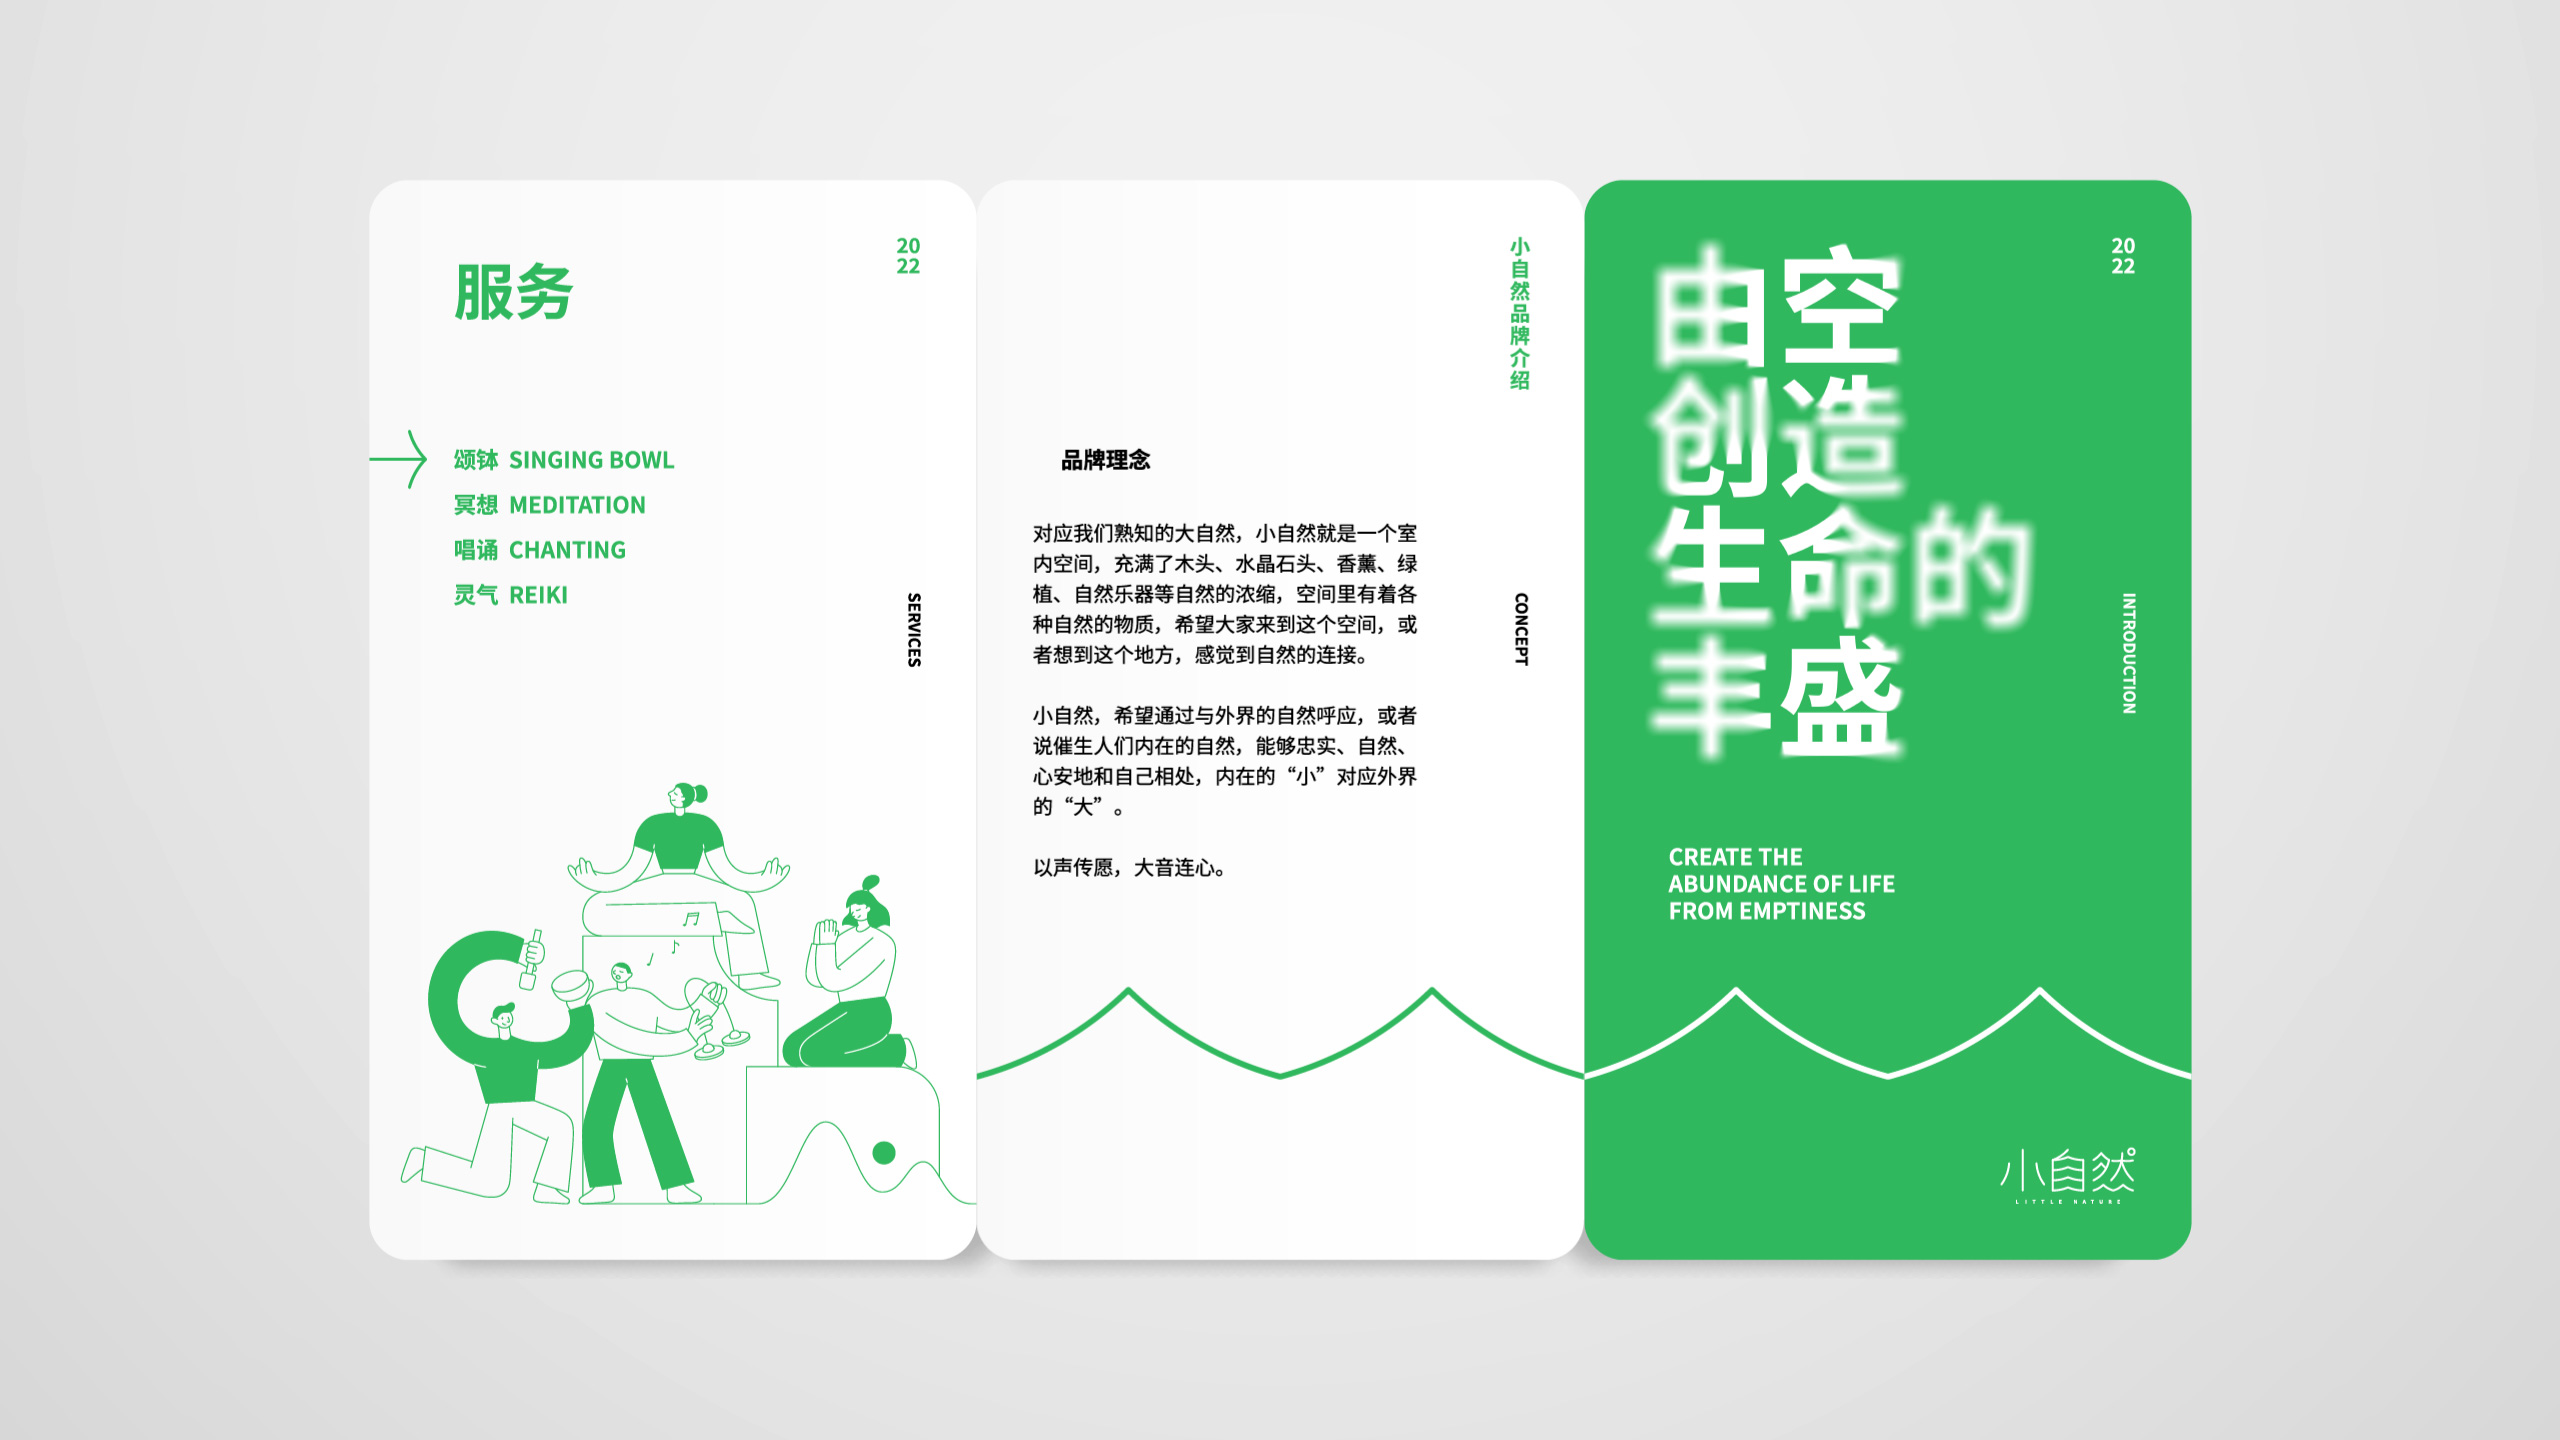 服务
20
22
颂钵 SINGING BOWL
冥想 MEDITATION
唱诵 CHANTING
灵气 REIKI
SERVICES
小自然品牌介绍
品牌理念
对应我们熟知的大自然，小自然就是一个室
内空间，充满了木头、水晶石头、香薰、绿
植、自然乐器等自然的浓缩，空间里有着各
种自然的物质，希望大家来到这个空间，或
者想到这个地方，感觉到自然的连接。
小自然，希望通过与外界的自然呼应，或者
说催生人们内在的自然，能够忠实、自然、
心安地和自己相处，内在的“小”对应外界
的“大”。
以声传愿，大音连心。
CONCEPT
由空
创造
生命的
丰盛
20
22
INTRODUCTION
CREATE THE
ABUNDANCE OF LIFE
FROM EMPTINESS
小自然
LITTLE NATURE